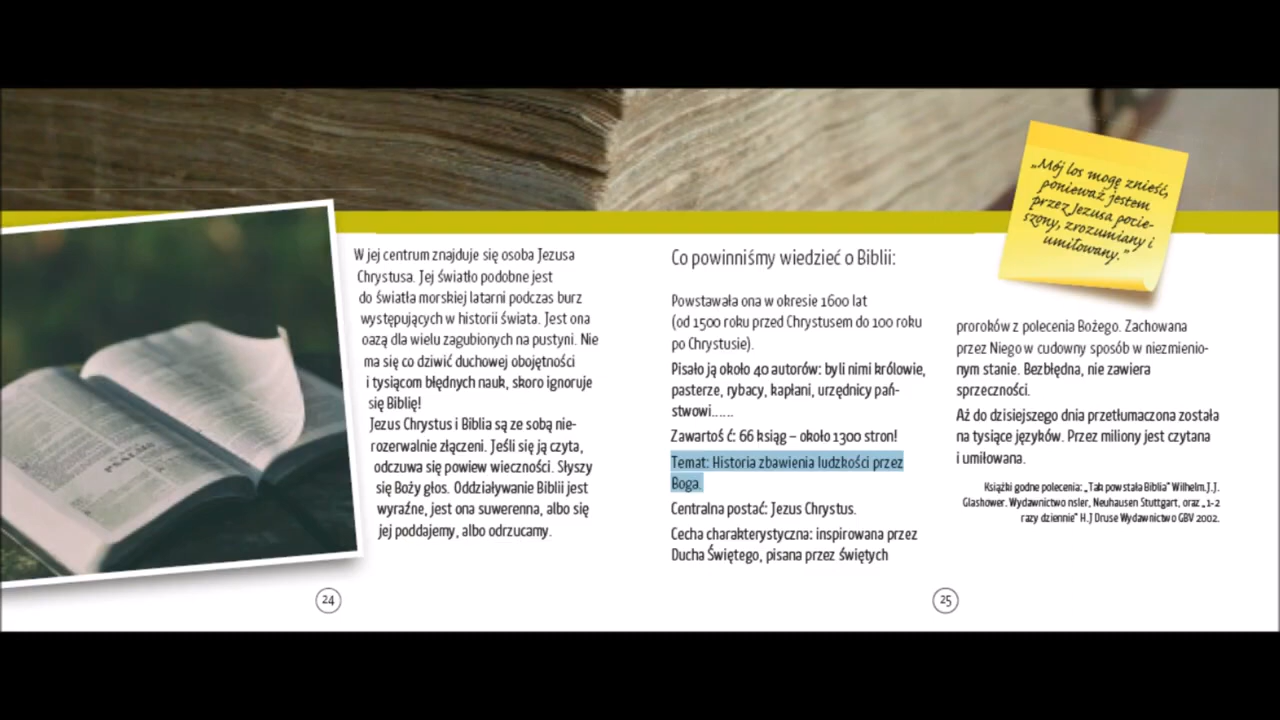 W jej centrum znajduje się osoba Jezusa
Chrystusa. Jej światło podobne jest
do światła morskiej latarni podczas burz
występujących w historii świata. Jest ona
oazą dla wielu zagubionych na pustyni. Nie
ma się co dziwić duchowej obojętności
i tysiącom błędnych nauk, skoro ignoruje
się Biblię!
Jezus Chrystus i Biblia są ze sobą nie-
rozerwalnie złączeni. Jeśli się ją czyta,
odczuwa się powiew wieczności. Słyszy
się Boży głos. Oddziaływanie Biblii jest
wyraźne, jest ona suwerenna, albo się
jej poddajemy, albo odrzucamy.
24
Co powinniśmy wiedzieć o Biblii:
Powstawała ona w okresie 1600 lat
(od 1500 roku przed Chrystusem do 100 roku
po Chrystusie).
Pisało ją około 40 autorów: byli nimi królowie,
pasterze, rybacy, kapłani, urzędnicy pań-
stwowi......
Zawartoś ć: 66 ksiąg – około 1300 stron!
Temat: Historia zbawienia ludzkości przez
Boga.
Centralna postać: Jezus Chrystus.
Cecha charakterystyczna: inspirowana przez
Ducha Świętego, pisana przez świętych
„Mój los mogę znieść,
ponieważ jestem
przez Jezusa pocie-
szony, zrozumiany i
umiłowany.”
proroków z polecenia Bożego. Zachowana
przez Niego w cudowny sposób w niezmienio-
nym stanie. Bezbłędna, nie zawiera
sprzeczności.
Aż do dzisiejszego dnia przetłumaczona została
na tysiące języków. Przez miliony jest czytana
i umiłowana.
Książki godne polecenia: „Tak powstała Biblia” Wilhelm.J.J.
Glashower. Wydawnictwo nsler, Neuhausen Stuttgart, oraz „1-2
razy dziennie” H.J Druse Wydawnictwo GBV 2002.
25